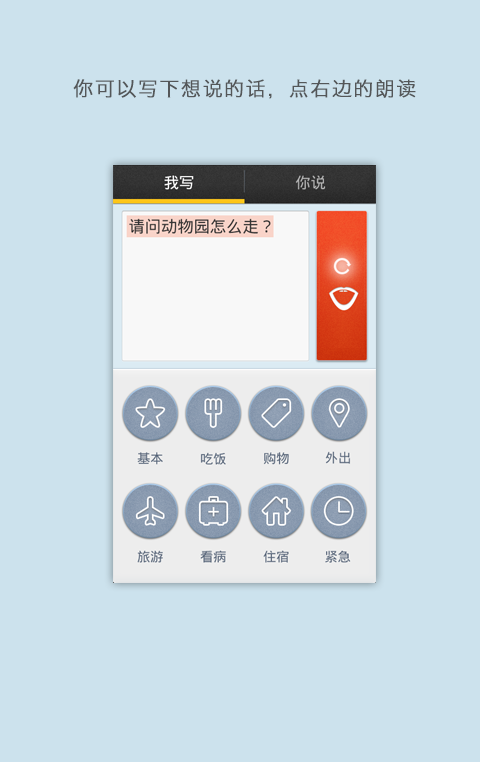 你可以写下想说的话，点右边的朗读
我写 你说
请问动物园怎么走？
基本 吃饭 购物 外出
旅游 看病 住宿 紧急